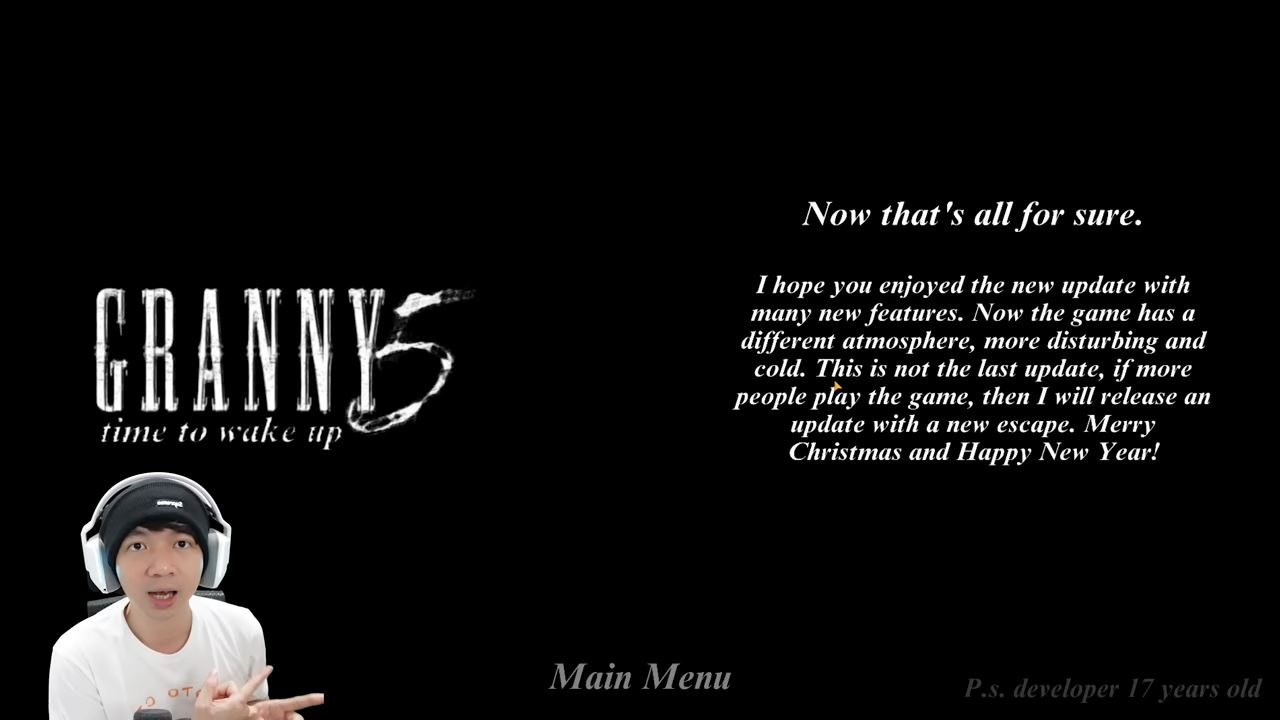 GRANNY 5
time to wake up
Now that's all for sure.
I hope you enjoyed the new update with
many new features. Now the game has a
different atmosphere, more disturbing and
cold. This is not the last update, if more
people play the game, then I will release an
update with a new escape. Merry
Christmas and Happy New Year!
Main Menu
P.s. developer 17 years old